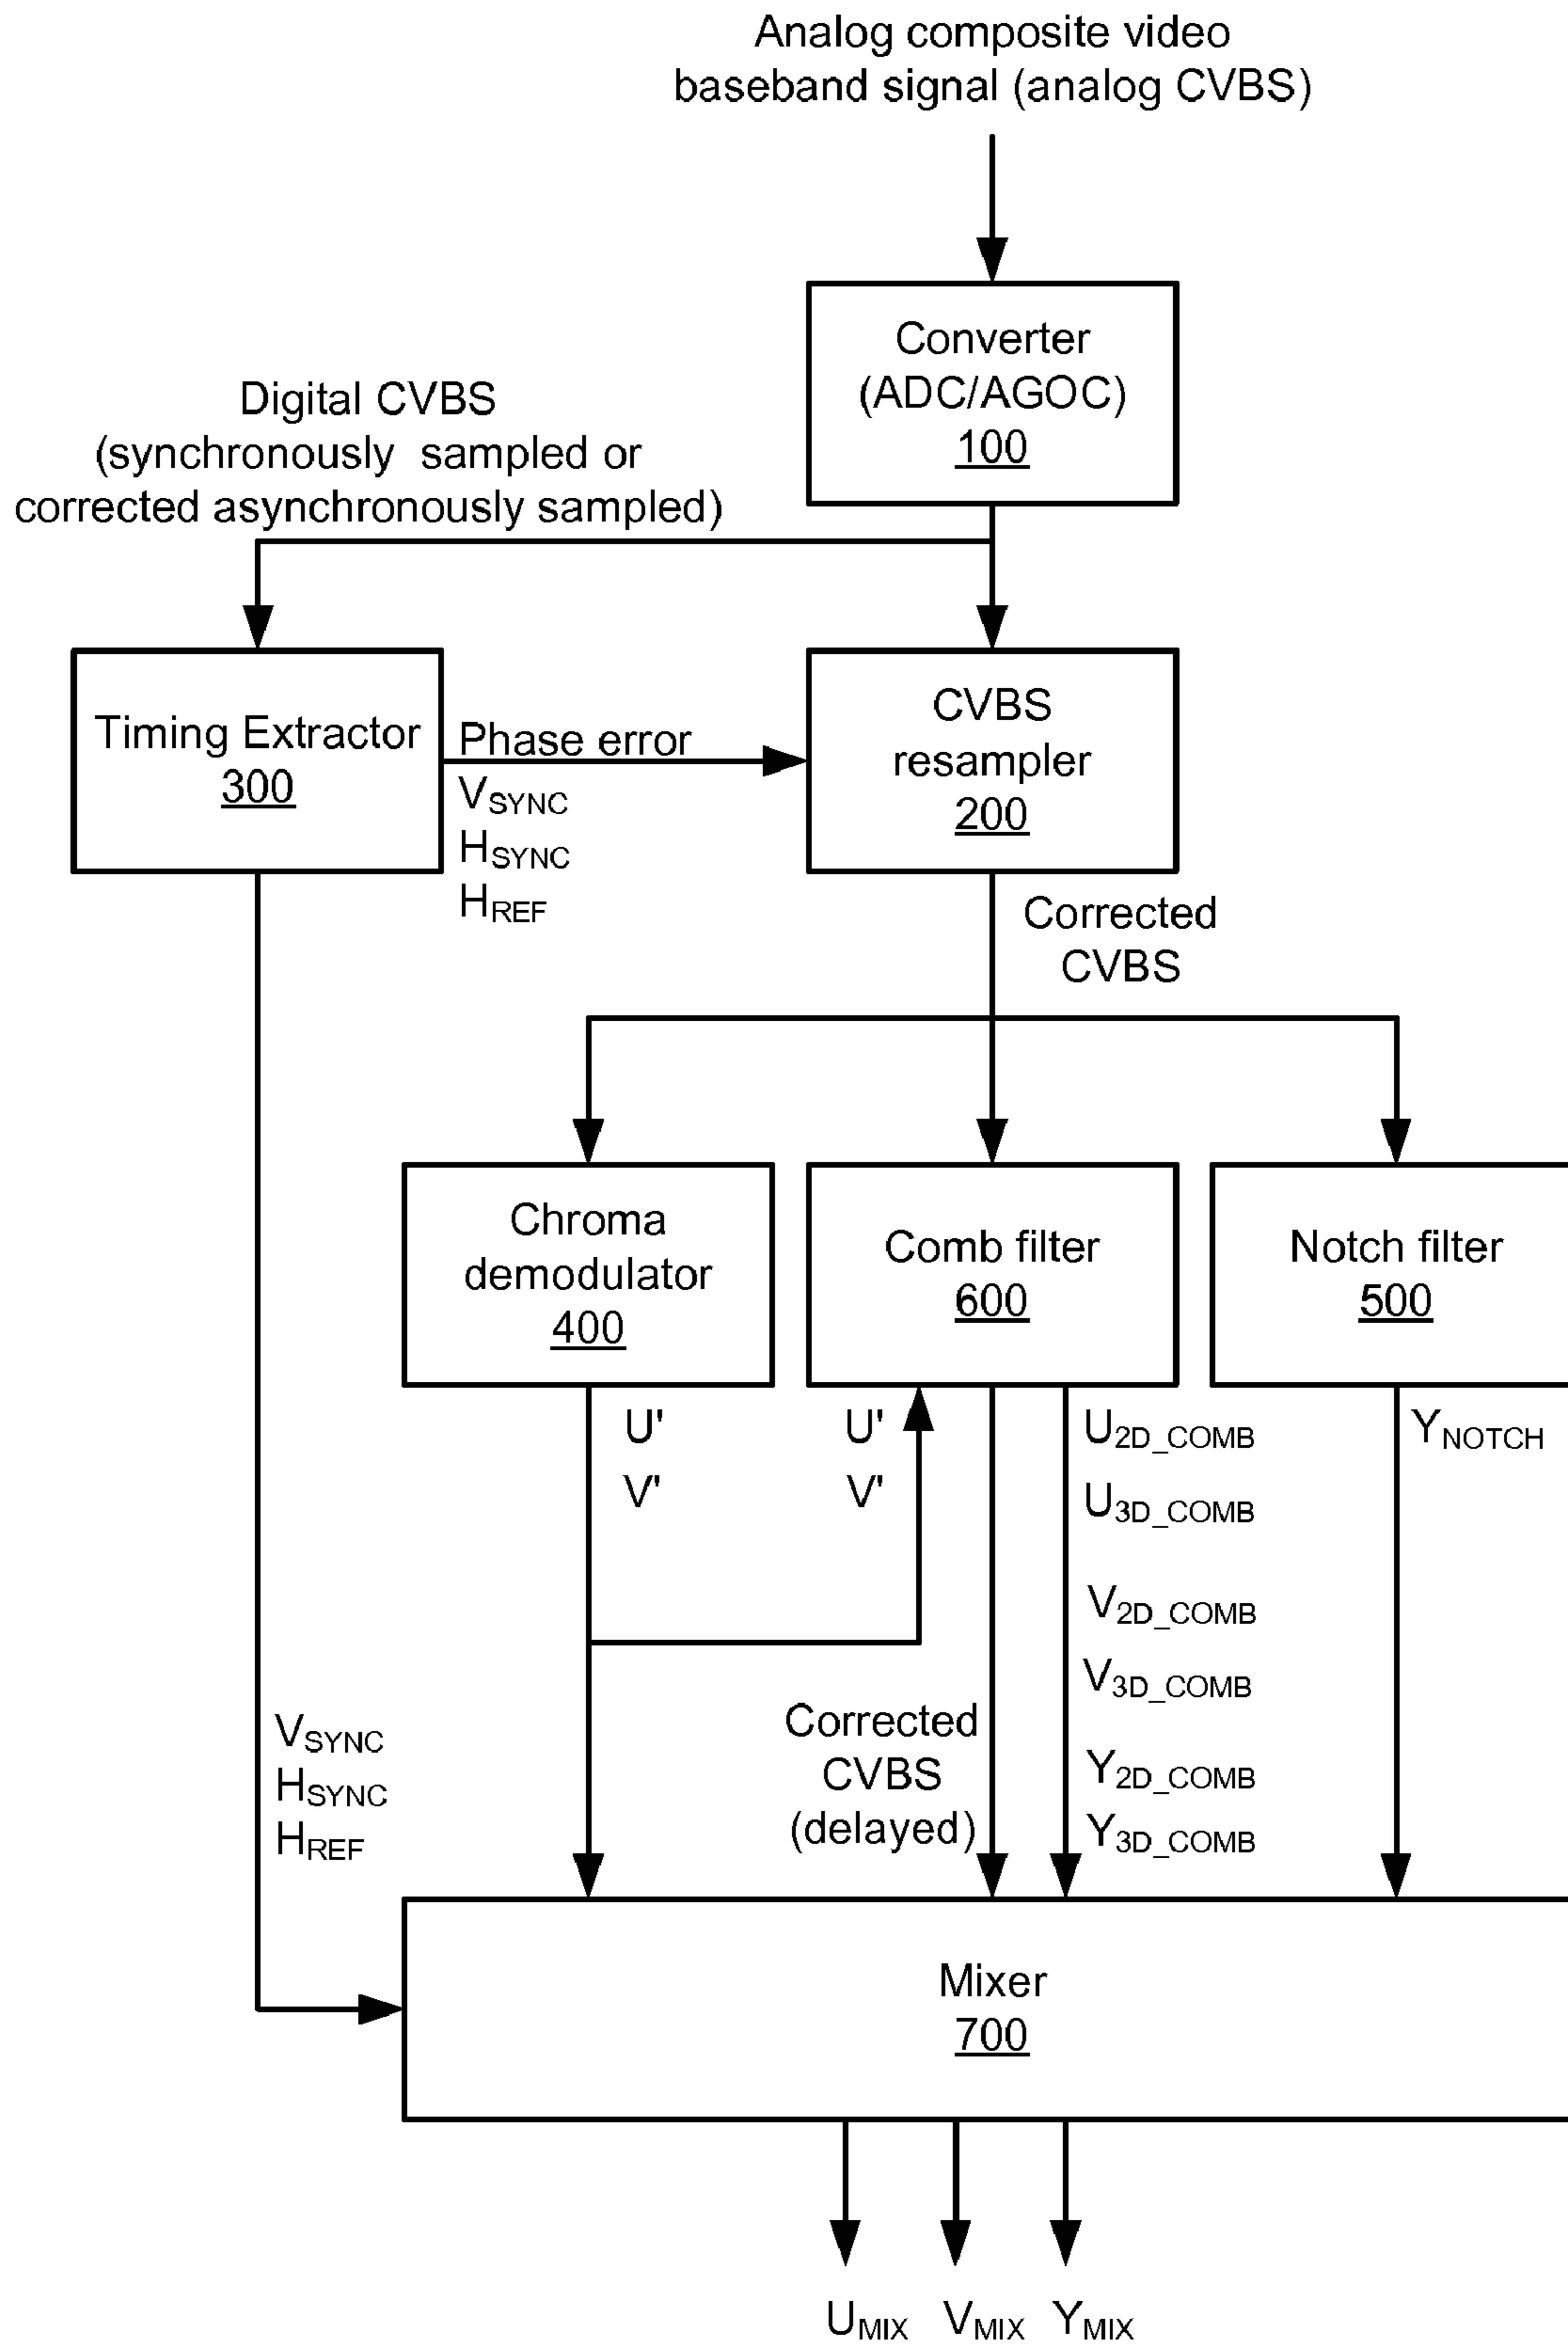 Analog composite video
baseband signal (analog CVBS)
Converter
(ADC/AGOC)
100
Digital CVBS
(synchronously sampled or
corrected asynchronously sampled)
Timing Extractor
300
Phase error
VSYNC
HSYNC
HREF
CVBS
resampler
200
Corrected
CVBS
Chroma
demodulator
400
Comb filter
600
Notch filter
500
U'
V'
U'
V'
U2D_COMB
U3D_COMB
V2D_COMB
V3D_COMB
Y2D_COMB
Y3D_COMB
YNOTCH
Corrected
CVBS
(delayed)
VSYNC
HSYNC
HREF
Mixer
700
UMIX VMIX YMIX